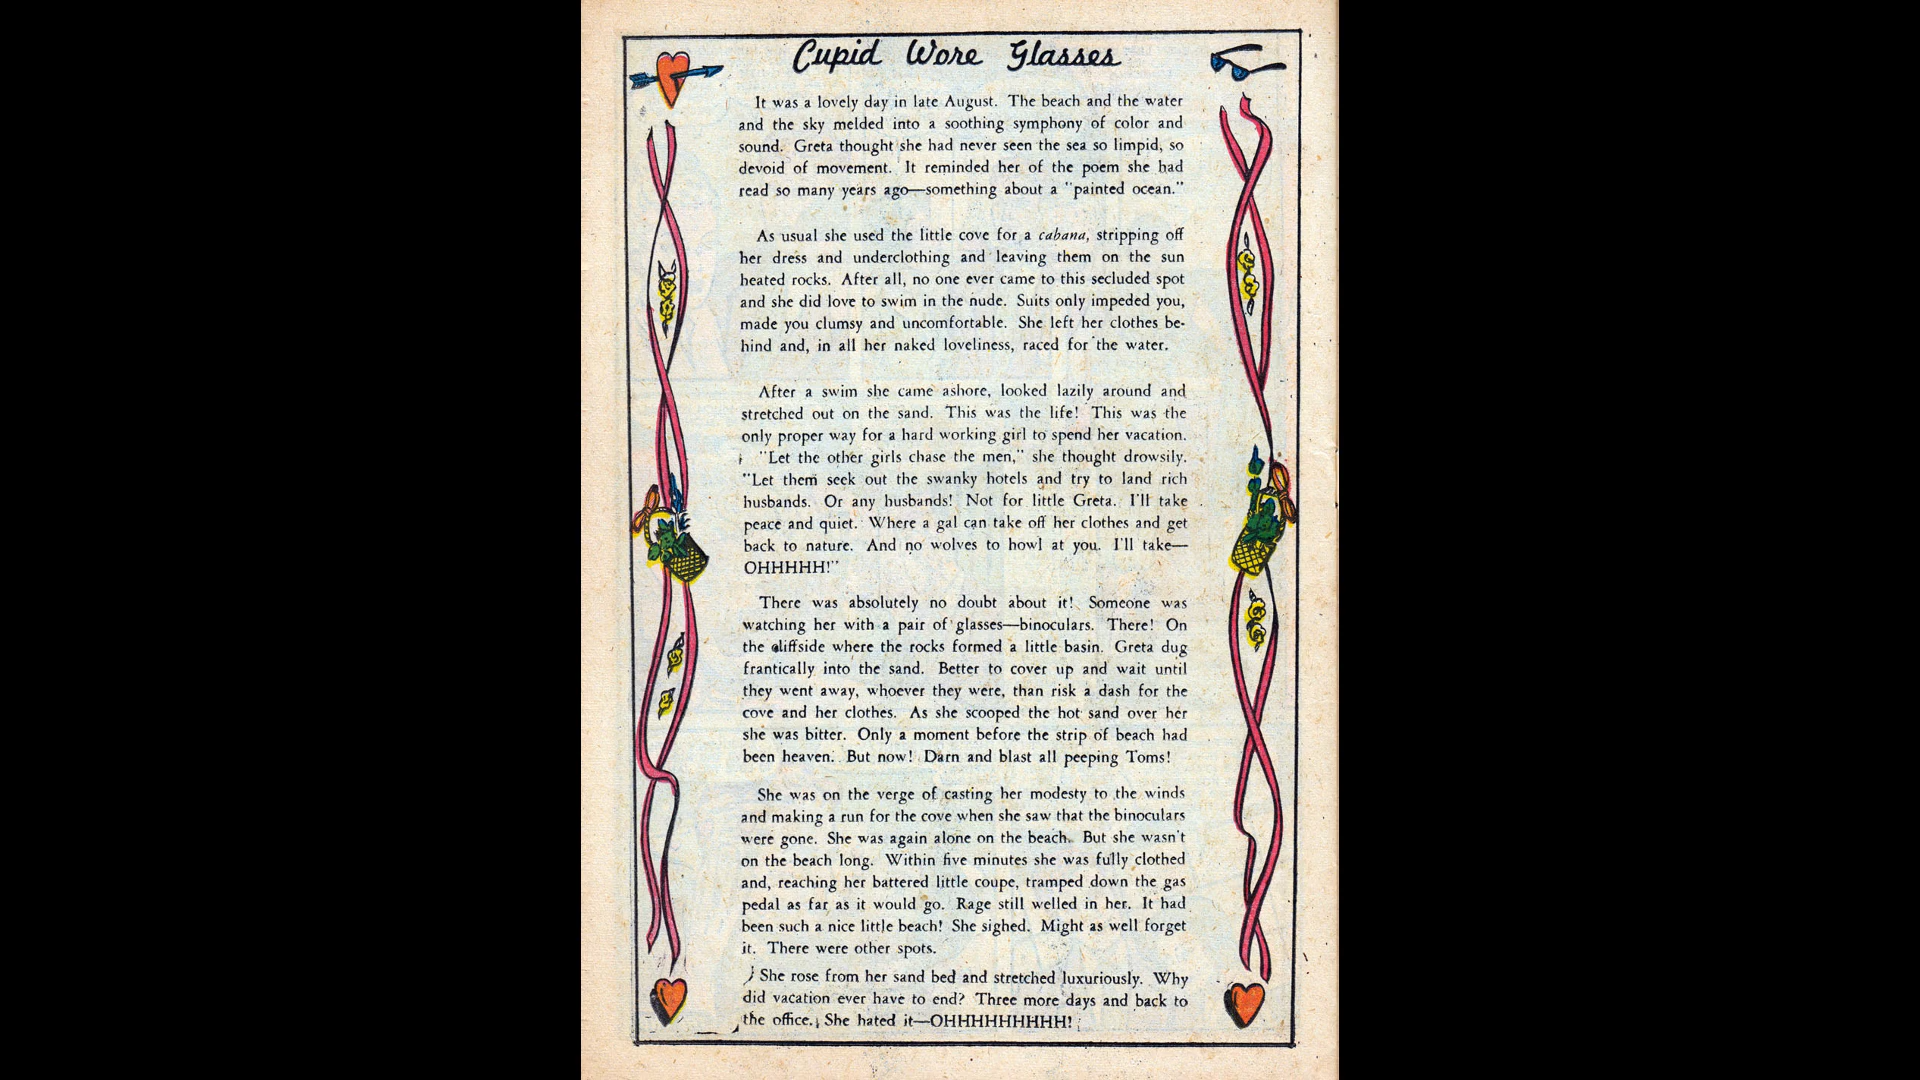 Cupid Wore Glasses
It was a lovely day in late August. The beach and the water
and the sky melded into a soothing symphony of color and
sound. Greta thought she had never seen the sea so limpid, so
devoid of movement. It reminded her of the poem she had
read so many years ago—something about a "painted ocean."
As usual she used the little cove for a cabana, stripping off
her dress and underclothing and leaving them on the sun
heated rocks. After all, no one ever came to this secluded spot
and she did love to swim in the nude. Suits only impeded you,
made you clumsy and uncomfortable. She left her clothes be-
hind and, in all her naked loveliness, raced for the water.
After a swim she came ashore, looked lazily around and
stretched out on the sand. This was the life! This was the
only proper way for a hard working girl to spend her vacation.
"Let the other girls chase the men," she thought drowsily.
"Let them seek out the swanky hotels and try to land rich
husbands. Or any husbands! Not for little Greta. I'll take
peace and quiet. Where a gal can take off her clothes and get
back to nature. And no wolves to howl at you. I'll take—
OHHHHH!"
There was absolutely no doubt about it! Someone was
watching her with a pair of glasses—binoculars. There! On
the cliffside where the rocks formed a little basin. Greta dug
frantically into the sand. Better to cover up and wait until
they went away, whoever they were, than risk a dash for the
cove and her clothes. As she scooped the hot sand over her
she was bitter. Only a moment before the strip of beach had
been heaven. But now! Darn and blast all peeping Toms!
She was on the verge of casting her modesty to the winds
and making a run for the cove when she saw that the binoculars
were gone. She was again alone on the beach. But she wasn't
on the beach long. Within five minutes she was fully clothed
and, reaching her battered little coupe, tramped down the gas
pedal as far as it would go. Rage still welled in her. It had
been such a nice little beach! She sighed. Might as well forget
it. There were other spots.
She rose from her sand bed and stretched luxuriously. Why
did vacation ever have to end? Three more days and back to
the office. She hated it—OHHHHHHHHHH!